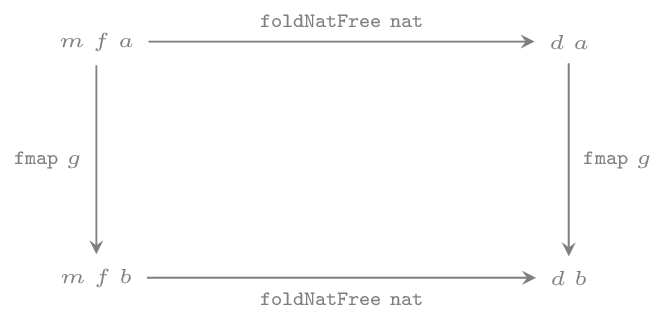 foldNatFree nat
m f a
d a
fmap g
fmap g
m f b
d b
foldNatFree nat